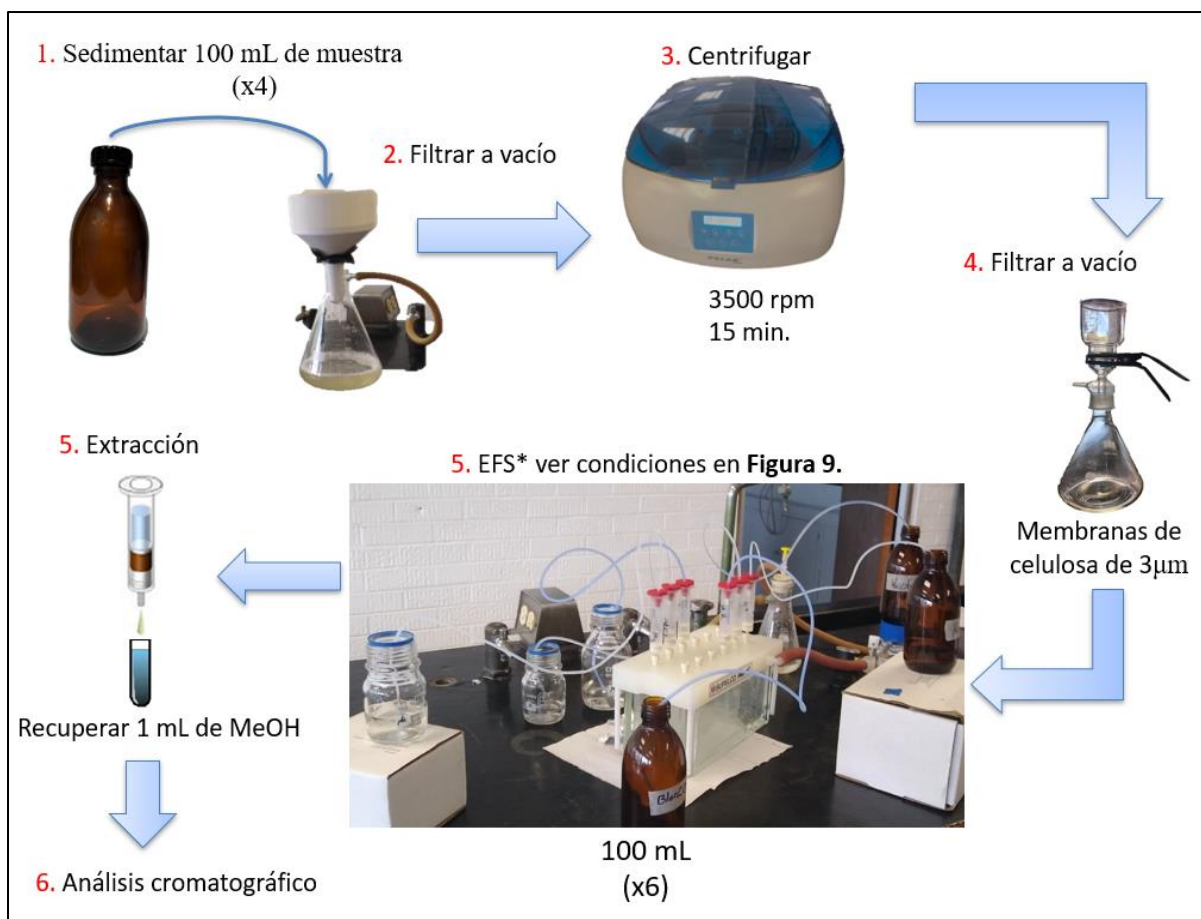 1. Sedimentar 100 mL de muestra
(x4)
2. Filtrar a vacío
3. Centrifugar
3500 rpm
15 min.
4. Filtrar a vacío
Membranas de
celulosa de 3μm
5. EFS* ver condiciones en Figura 9.
100 mL
(x6)
5. Extracción
Recuperar 1 mL de MeOH
6. Análisis cromatográfico